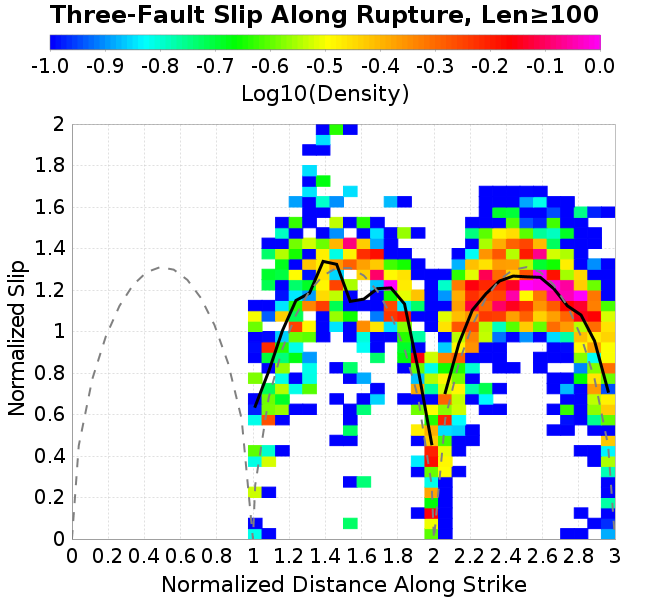 Three-Fault Slip Along Rupture, Len≥100
-1.0 -0.9 -0.8 -0.7 -0.6 -0.5 -0.4 -0.3 -0.2 -0.1 0.0
Log10(Density)
Normalized Slip
2
1.8
1.6
1.4
1.2
1
0.8
0.6
0.4
0.2
0
0 0.2 0.4 0.6 0.8 1 1.2 1.4 1.6 1.8 2 2.2 2.4 2.6 2.8 3
Normalized Distance Along Strike